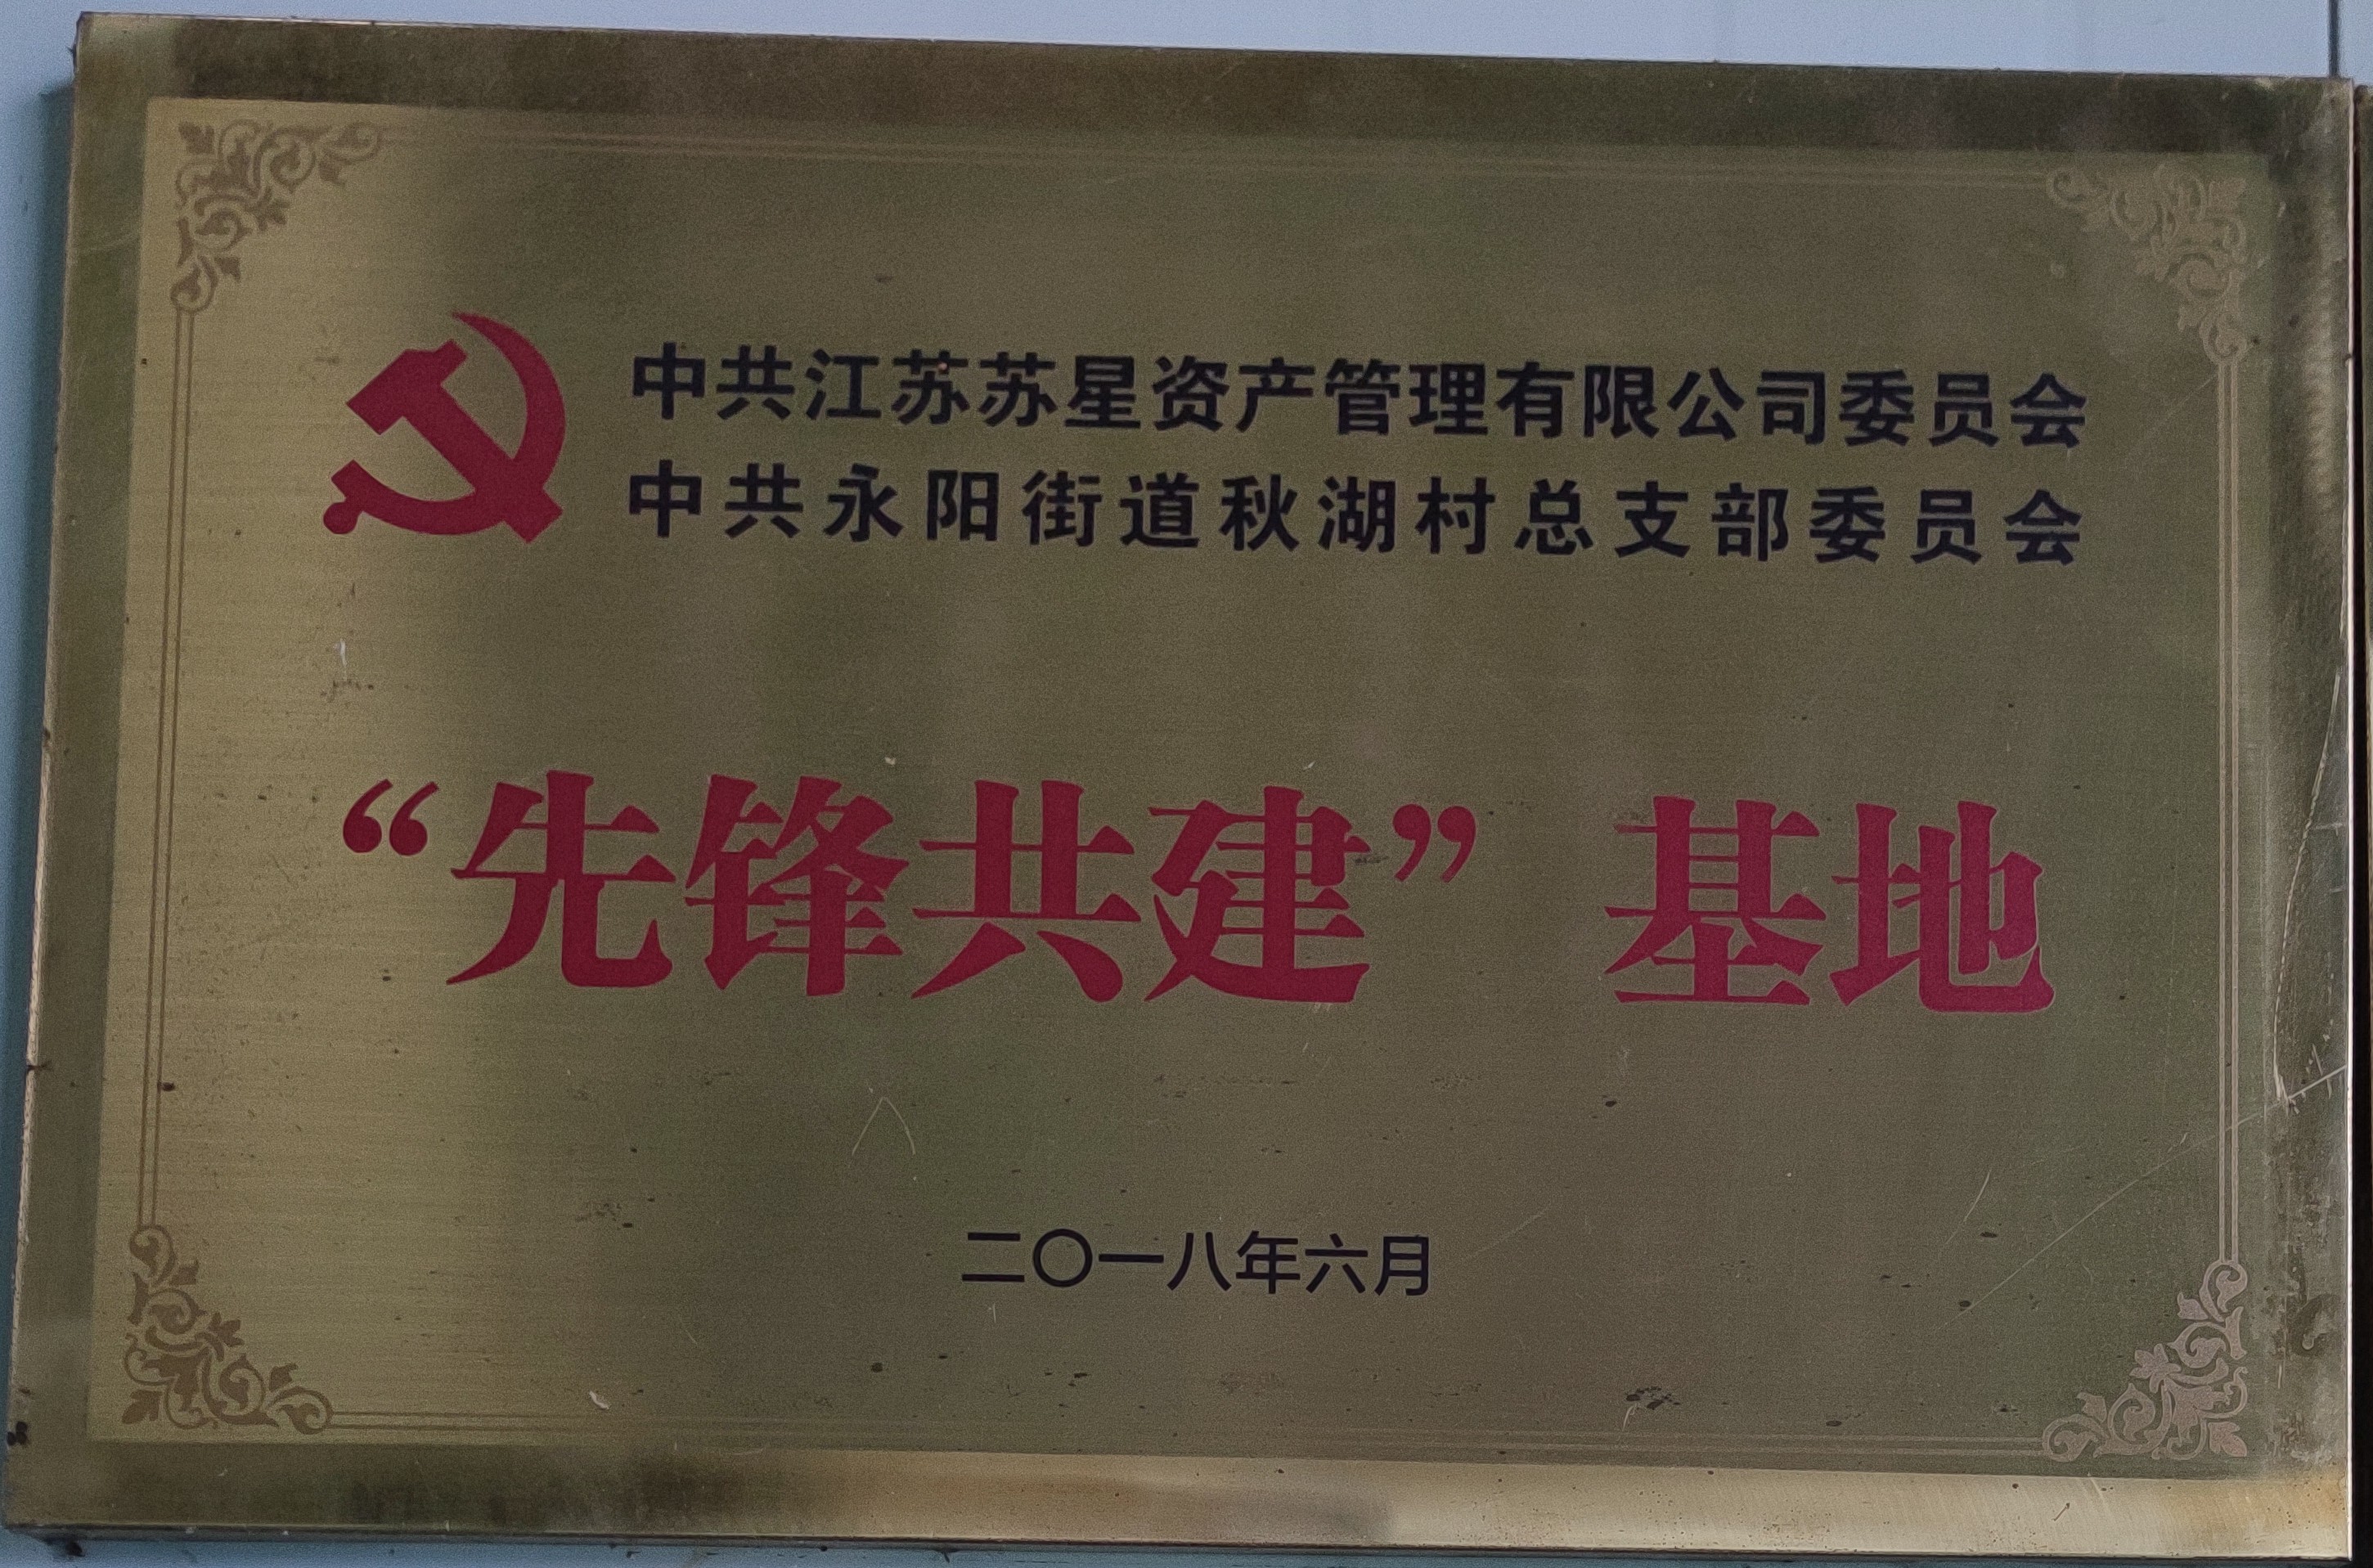 中共江苏苏星资产管理有限公司委员会
中共永阳街道秋湖村总支部委员会
“先锋共建” 基地
二〇一八年六月